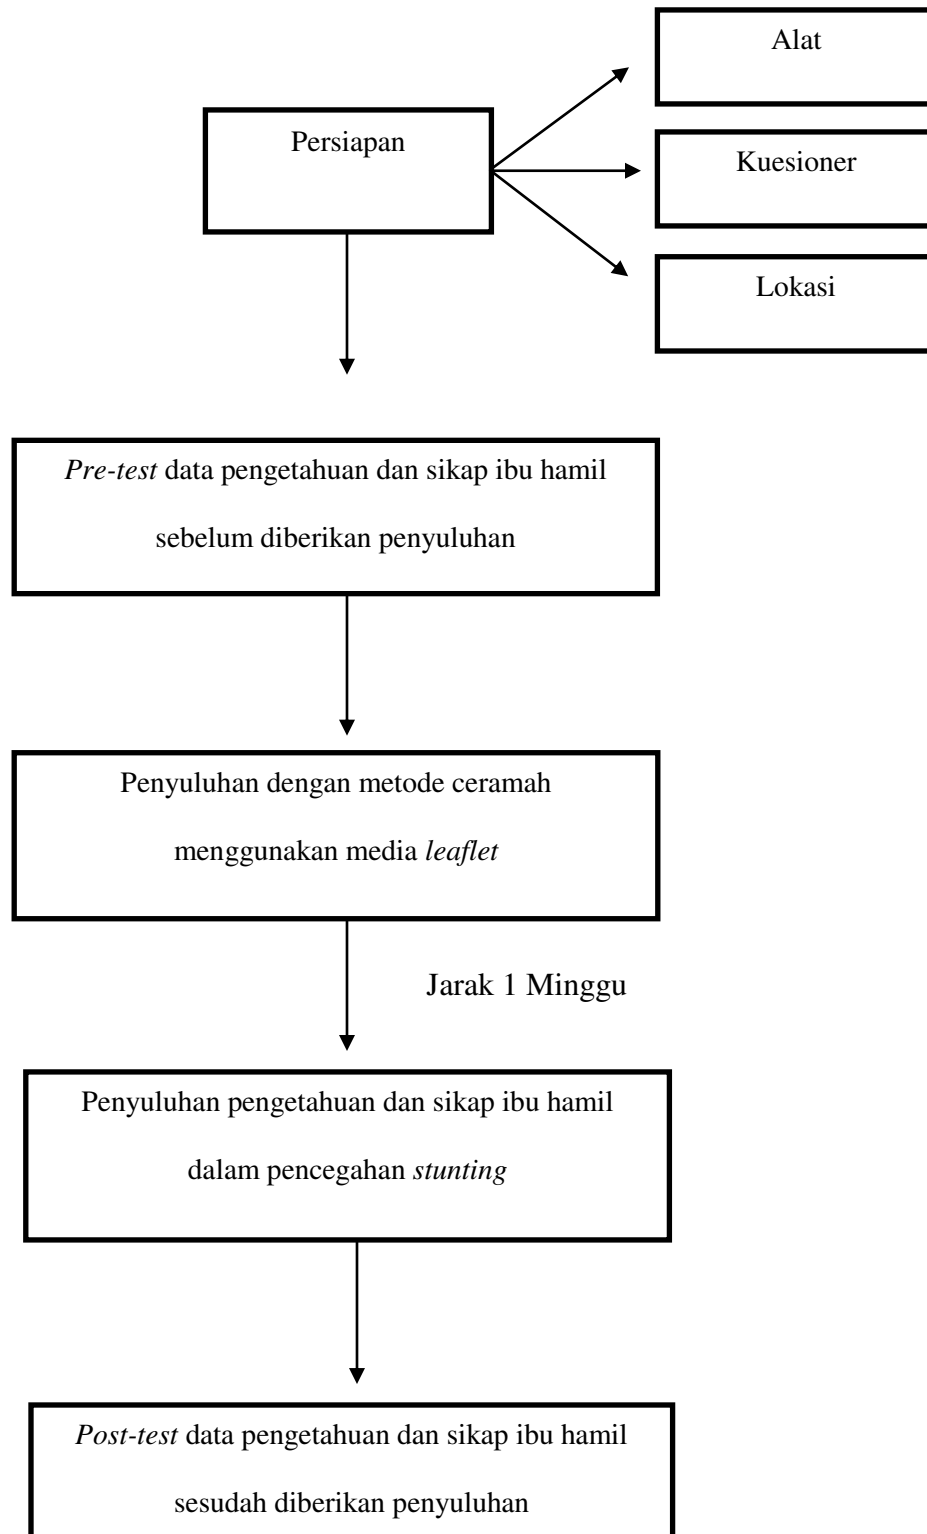 Alat
Persiapan
Kuesioner
Lokasi
Pre-test data pengetahuan dan sikap ibu hamil
sebelum diberikan penyuluhan
Penyuluhan dengan metode ceramah
menggunakan media leaflet
Jarak 1 Minggu
Penyuluhan pengetahuan dan sikap ibu hamil
dalam pencegahan stunting
Post-test data pengetahuan dan sikap ibu hamil
sesudah diberikan penyuluhan